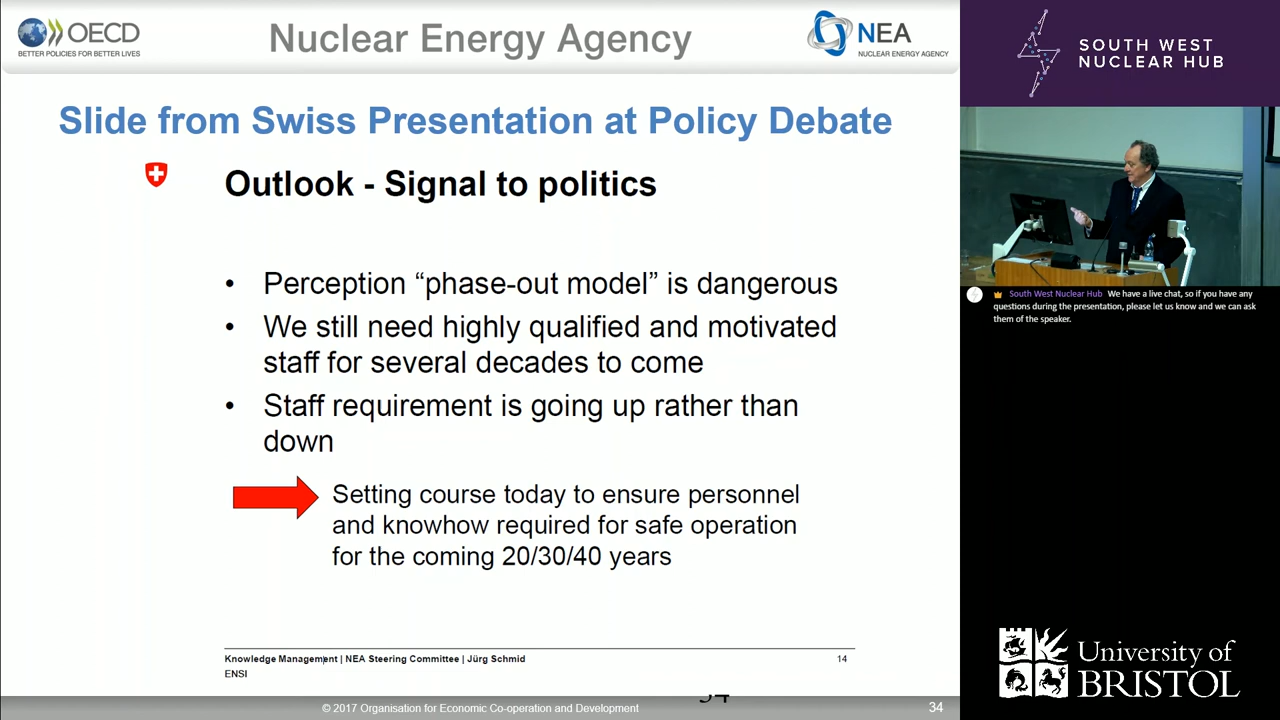 OECD
BETTER POLICIES FOR BETTER LIVES
Nuclear Energy Agency
NEA
NUCLEAR ENERGY AGENCY
Slide from Swiss Presentation at Policy Debate
Outlook - Signal to politics
• Perception “phase-out model” is dangerous
• We still need highly qualified and motivated
staff for several decades to come
• Staff requirement is going up rather than
down
Setting course today to ensure personnel
and knowhow required for safe operation
for the coming 20/30/40 years
Knowledge Management | NEA Steering Committee | Jürg Schmid
14
ENSI
© 2017 Organisation for Economic Co-operation and Development
34
SOUTH WEST
NUCLEAR HUB
South West Nuclear Hub We have a live chat, so if you have any
questions during the presentation, please let us know and we can ask
them of the speaker.
University of
BRISTOL